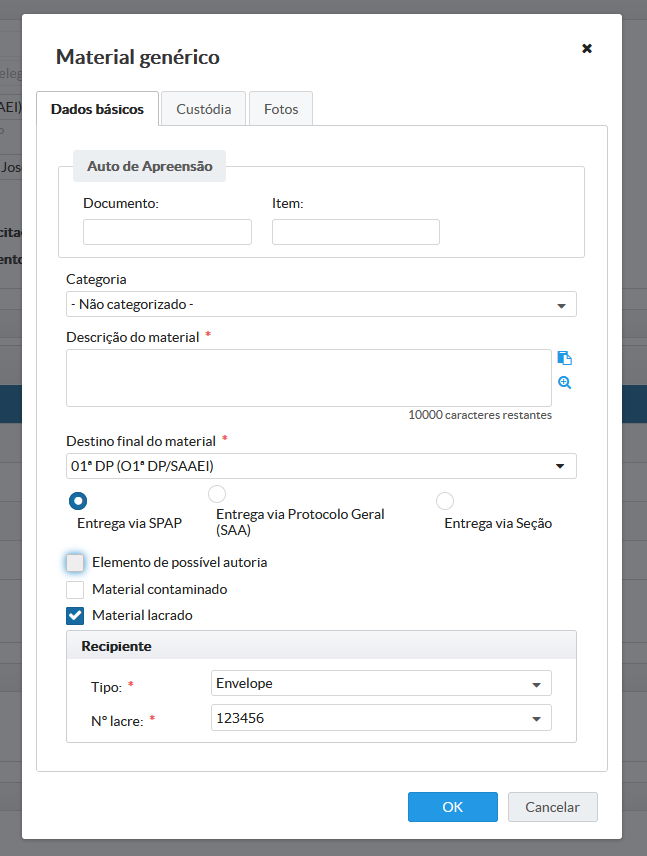 Material genérico
Dados básicos
Custódia
Fotos
Auto de Apreensão
Documento:
Item:
Categoria
- Não categorizado -
Descrição do material *
10000 caracteres restantes
Destino final do material *
01ª DP (O1ª DP/SAAEI)
Entrega via SPAP
Entrega via Protocolo Geral
(SAA)
Entrega via Seção
Elemento de possível autoria
Material contaminado
Material lacrado
Recipiente
Tipo: *
Envelope
Nº lacre: *
123456
OK
Cancelar